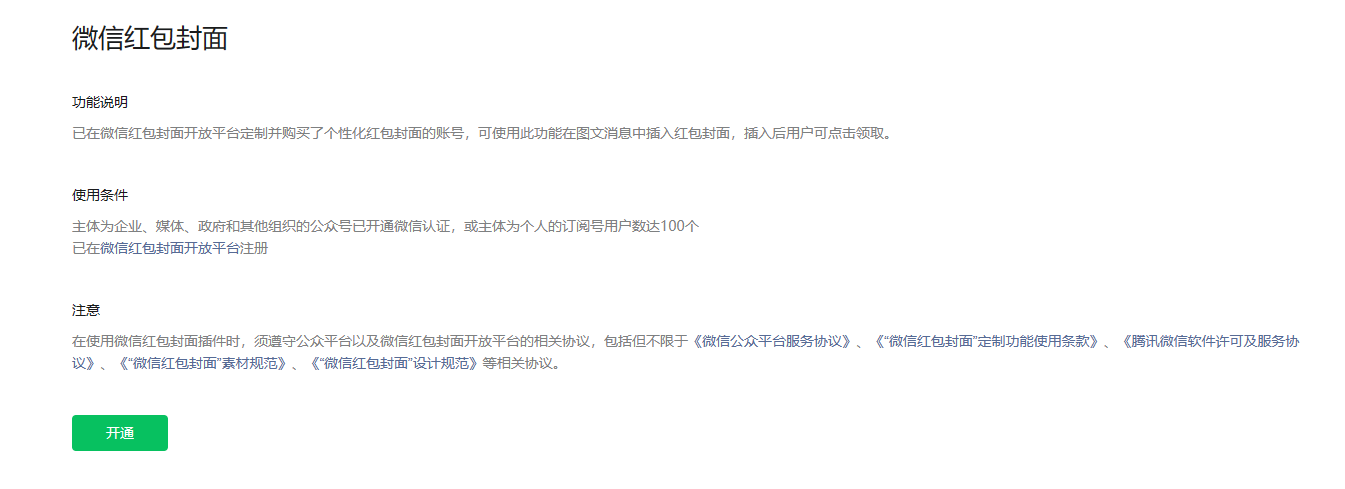 微信红包封面
功能说明
已在微信红包封面开放平台定制并购买了个性化红包封面的账号，可使用此功能在图文消息中插入红包封面，插入后用户可点击领取。
使用条件
主体为企业、媒体、政府和其他组织的公众号已开通微信认证，或主体为个人的订阅号用户数达100个
已在微信红包封面开放平台注册
注意
在使用微信红包封面插件时，须遵守公众平台以及微信红包封面开放平台的相关协议，包括但不限于《微信公众平台服务协议》、《“微信红包封面”定制功能使用条款》、《腾讯微信软件许可及服务协
议》、《“微信红包封面”素材规范》、《“微信红包封面”设计规范》等相关协议。
开通